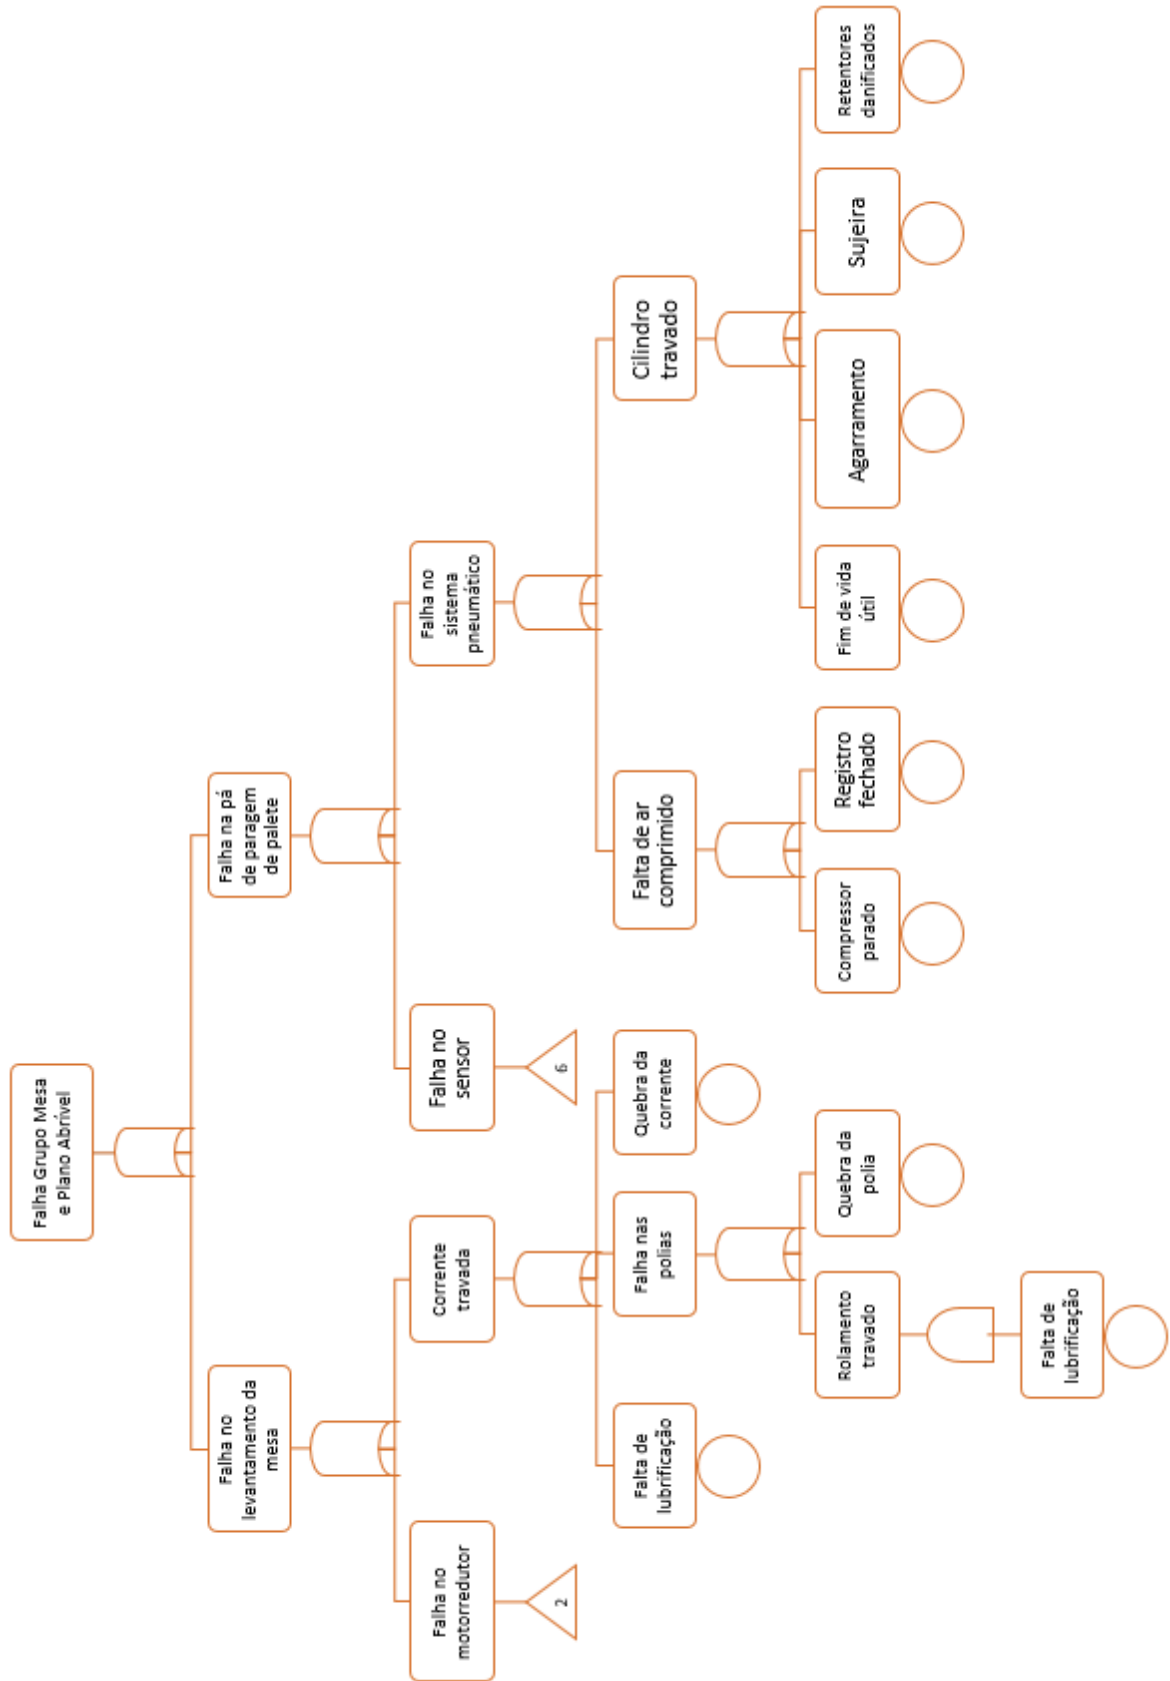 Falha Grupo Mesa
e Plano Abrível
Falha no
levantamento da
mesa
Falha na pá
de paragem
de palete
Falha no
motorredutor
2
Corrente
travada
Falha no
sensor
6
Falha no
sistema
pneumático
Falta de
lubrificação
Falha nas
polias
Quebra da
corrente
Falta de ar
comprimido
Cilindro
travado
Rolamento
travado
Quebra da
polia
Compressor
parado
Registro
fechado
Fim de vida
útil
Agarramento
Sujeira
Retentores
danificados
Falta de
lubrificação